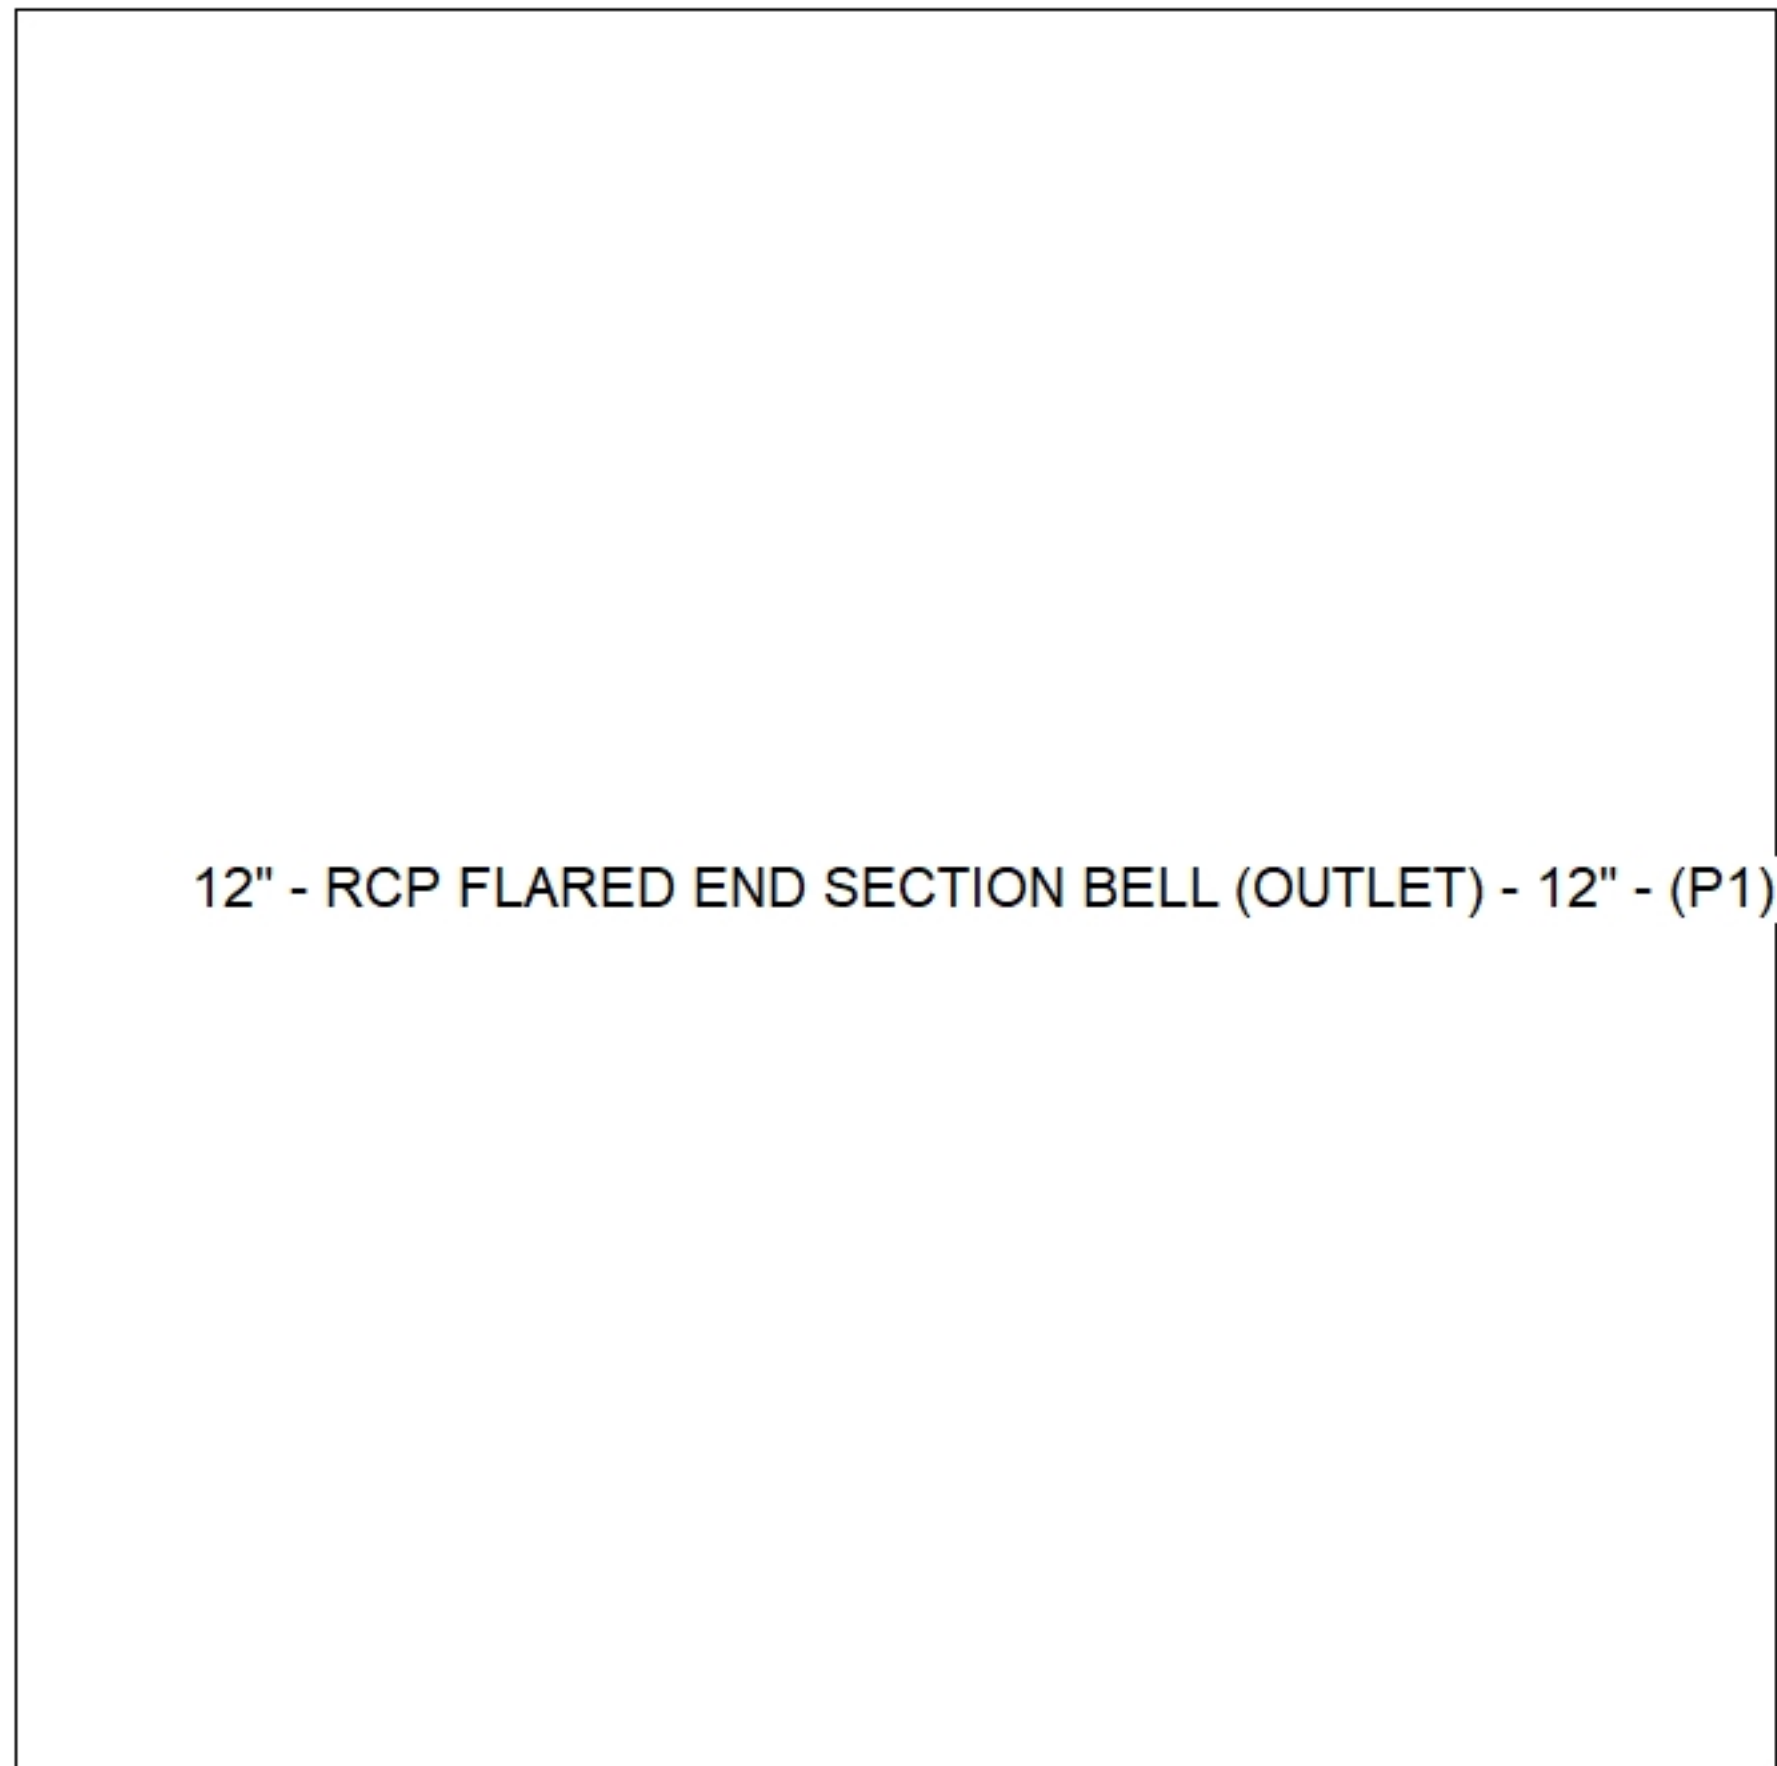 12" - RCP FLARED END SECTION BELL (OUTLET) - 12" - (P1)